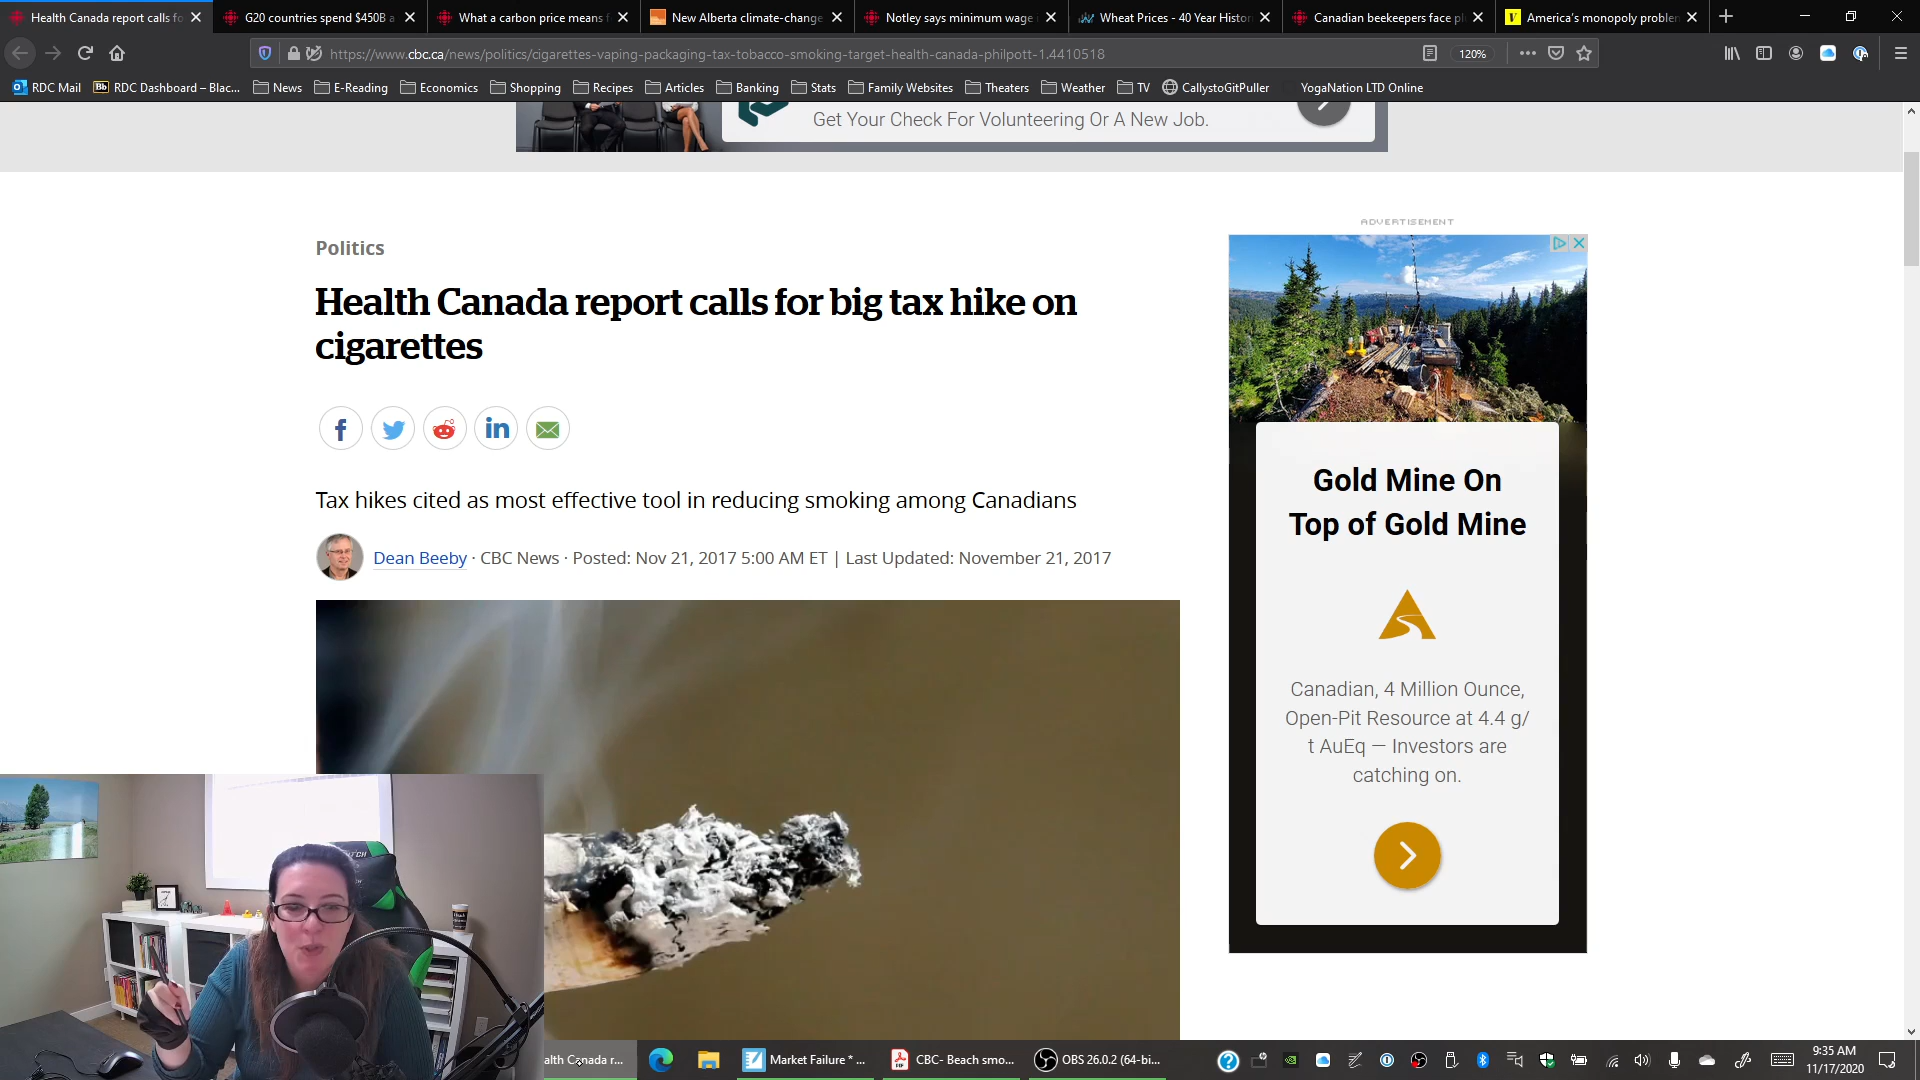 Health Canada report calls fo
G20 countries spend $450B a
What a carbon price means f
New Alberta climate-change
Notley says minimum wage
Wheat Prices - 40 Year Histor
Canadian beekeepers face p
America's monopoly problem
https://www.cbc.ca/news/politics/cigarettes-vaping-packaging-tax-tobacco-smoking-target-health-canada-philpott-1.4410518
120%
RDC Mail
Bb RDC Dashboard – Blac...
News
E-Reading
Economics
Shopping
Recipes
Articles
Banking
Stats
Family Websites
Theaters
Weather
TV
CallystoGitPuller
YogaNation LTD Online
Get Your Check For Volunteering Or A New Job.
ADVERTISEMENT
Politics
Health Canada report calls for big tax hike on
cigarettes
Tax hikes cited as most effective tool in reducing smoking among Canadians
Dean Beeby · CBC News · Posted: Nov 21, 2017 5:00 AM ET | Last Updated: November 21, 2017
Gold Mine On
Top of Gold Mine
Canadian, 4 Million Ounce,
Open-Pit Resource at 4.4 g/
t AuEq — Investors are
catching on.
alth Canada r...
Market Failure * ...
CBC- Beach smo...
OBS 26.0.2 (64-bi...
9:35 AM
11/17/2020